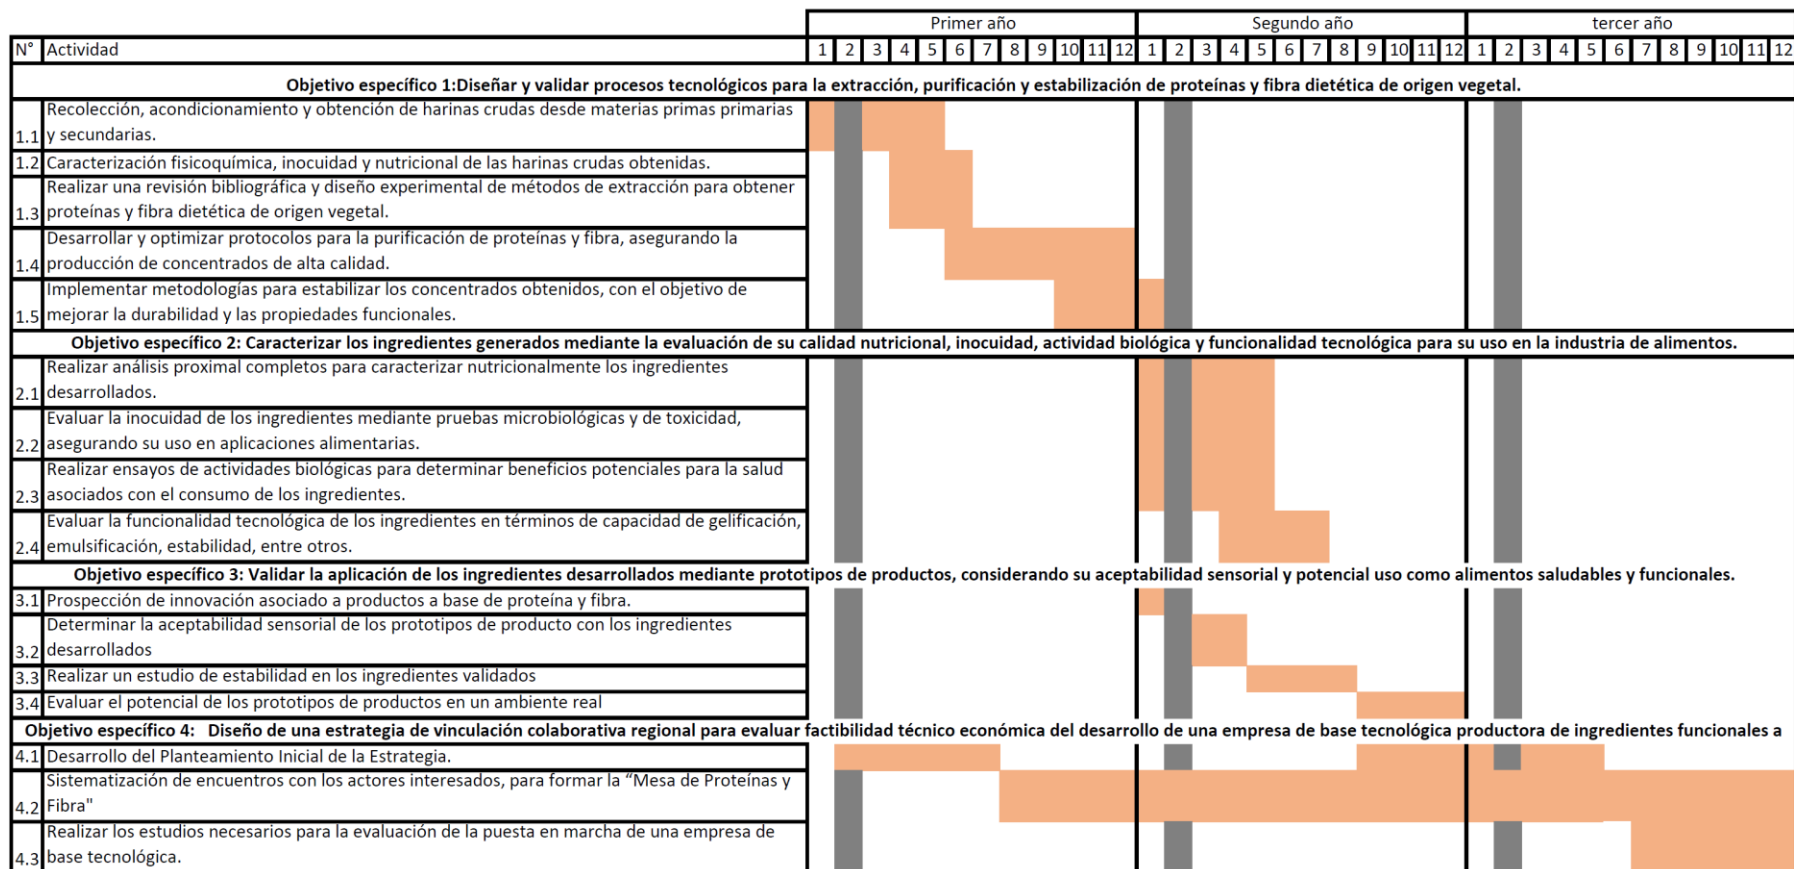 Primer año Segundo año tercer año
N° Actividad 1 2 3 4 5 6 7 8 9 10 11 12 1 2 3 4 5 6 7 8 9 10 11 12 1 2 3 4 5 6 7 8 9 10 11 12
Objetivo específico 1:Diseñar y validar procesos tecnológicos para la extracción, purificación y estabilización de proteínas y fibra dietética de origen vegetal.
Recolección, acondicionamiento y obtención de harinas crudas desde materias primas primarias
1.1 y secundarias.
1.2 Caracterización fisicoquímica, inocuidad y nutricional de las harinas crudas obtenidas.
Realizar una revisión bibliográfica y diseño experimental de métodos de extracción para obtener
1.3 proteínas y fibra dietética de origen vegetal.
Desarrollar y optimizar protocolos para la purificación de proteínas y fibra, asegurando la
1.4 producción de concentrados de alta calidad.
Implementar metodologías para estabilizar los concentrados obtenidos, con el objetivo de
1.5 mejorar la durabilidad y las propiedades funcionales.
Objetivo específico 2: Caracterizar los ingredientes generados mediante la evaluación de su calidad nutricional, inocuidad, actividad biológica y funcionalidad tecnológica para su uso en la industria de alimentos.
Realizar análisis proximal completos para caracterizar nutricionalmente los ingredientes
2.1 desarrollados.
Evaluar la inocuidad de los ingredientes mediante pruebas microbiológicas y de toxicidad,
2.2 asegurando su uso en aplicaciones alimentarias.
Realizar ensayos de actividades biológicas para determinar beneficios potenciales para la salud
2.3 asociados con el consumo de los ingredientes.
Evaluar la funcionalidad tecnológica de los ingredientes en términos de capacidad de gelificación,
2.4 emulsificación, estabilidad, entre otros.
Objetivo específico 3: Validar la aplicación de los ingredientes desarrollados mediante prototipos de productos, considerando su aceptabilidad sensorial y potencial uso como alimentos saludables y funcionales.
3.1 Prospección de innovación asociado a productos a base de proteína y fibra.
Determinar la aceptabilidad sensorial de los prototipos de producto con los ingredientes
3.2 desarrollados
3.3 Realizar un estudio de estabilidad en los ingredientes validados
3.4 Evaluar el potencial de los prototipos de productos en un ambiente real
Objetivo específico 4: Diseño de una estrategia de vinculación colaborativa regional para evaluar factibilidad técnico económica del desarrollo de una empresa de base tecnológica productora de ingredientes funcionales a
4.1 Desarrollo del Planteamiento Inicial de la Estrategia.
Sistematización de encuentros con los actores interesados, para formar la “Mesa de Proteínas y
4.2 Fibra"
Realizar los estudios necesarios para la evaluación de la puesta en marcha de una empresa de
4.3 base tecnológica.